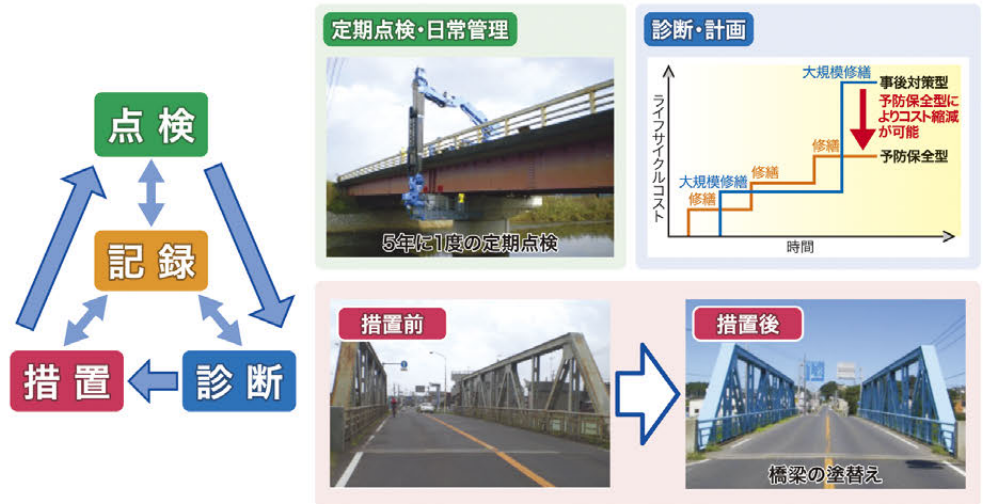 点検
記録
措置
診断
定期点検・日常管理
5年に1度の定期点検
診断・計画
ライフサイクルコスト
大規模修繕
事後対策型
予防保全型に
よりコスト縮減
が可能
修繕
予防保全型
修繕
大規模修繕
修繕
時間
措置前
措置後
橋梁の塗替え